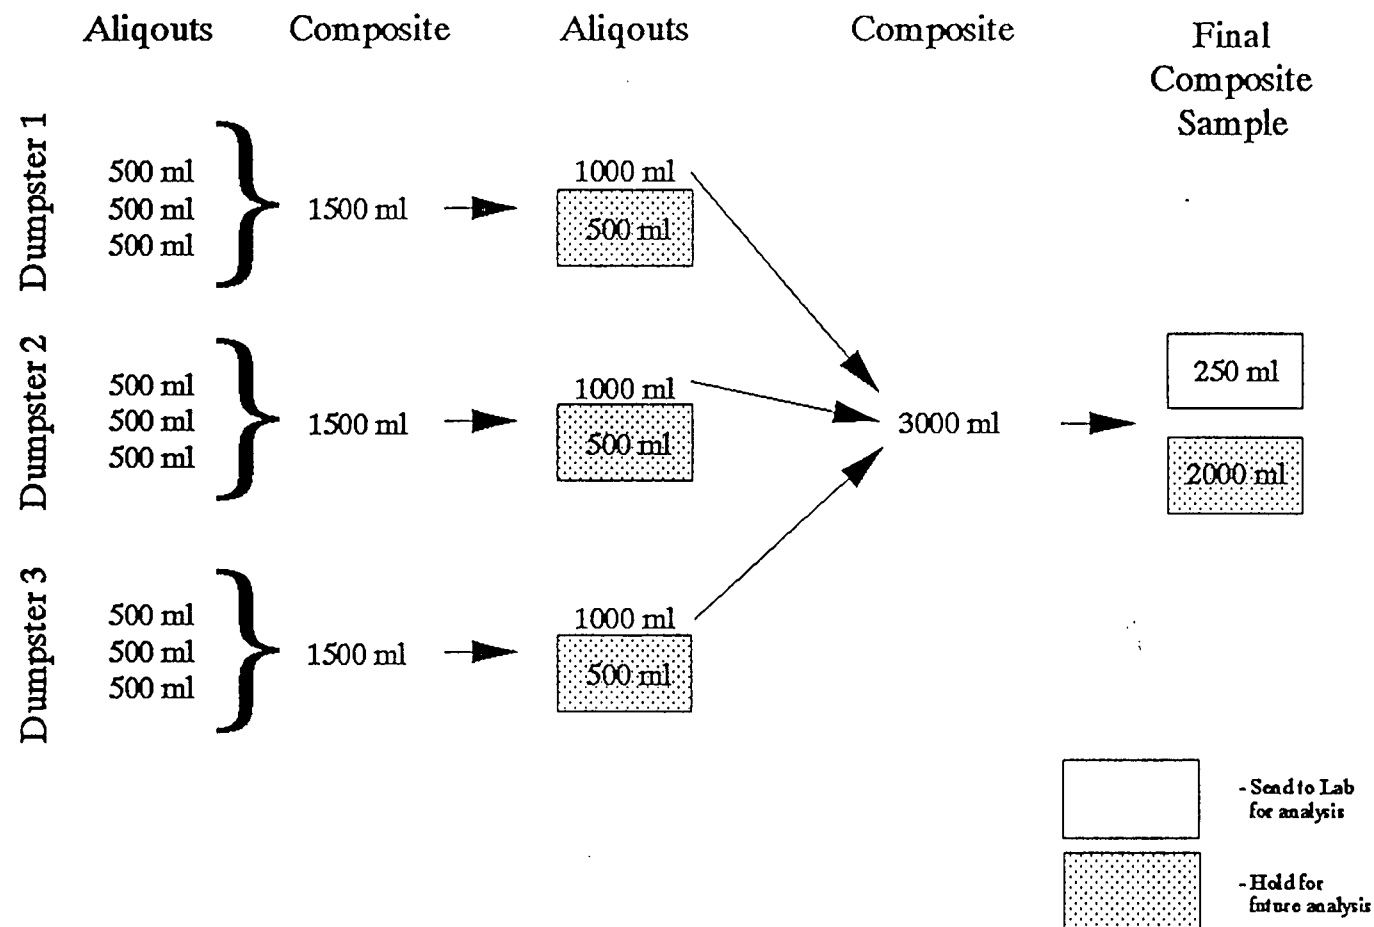 Aliqouts Composite Aliqouts Composite Final
Composite
Sample
Dumpster 1
500 ml
500 ml
500 ml
1500 ml
1000 ml
500 ml
Dumpster 2
500 ml
500 ml
500 ml
1500 ml
1000 ml
500 ml
3000 ml
250 ml
2000 ml
Dumpster 3
500 ml
500 ml
500 ml
1500 ml
1000 ml
500 ml
- Send to Lab
for analysis
- Hold for
future analysis